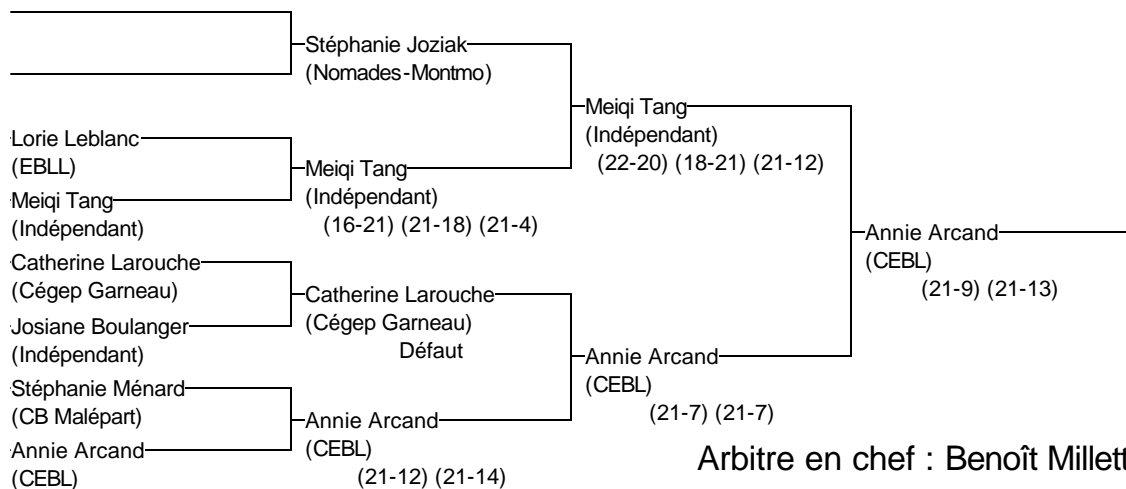 Stéphanie Joziak
(Nomades-Montmo)
Meiqi Tang
(Indépendant)
(22-20) (18-21) (21-12)
Lorie Leblanc
(EBLL)
Meiqi Tang
(Indépendant)
(16-21) (21-18) (21-4)
Meiqi Tang
(Indépendant)
Annie Arcand
(CEBL)
(21-9) (21-13)
Catherine Larouche
(Cégep Garneau)
Catherine Larouche
(Cégep Garneau)
Défaut
Josiane Boulanger
(Indépendant)
Annie Arcand
(CEBL)
(21-7) (21-7)
Stéphanie Ménard
(CB Malépart)
Annie Arcand
(CEBL)
(21-12) (21-14)
Annie Arcand
(CEBL)
Arbitre en chef : Benoît Millett